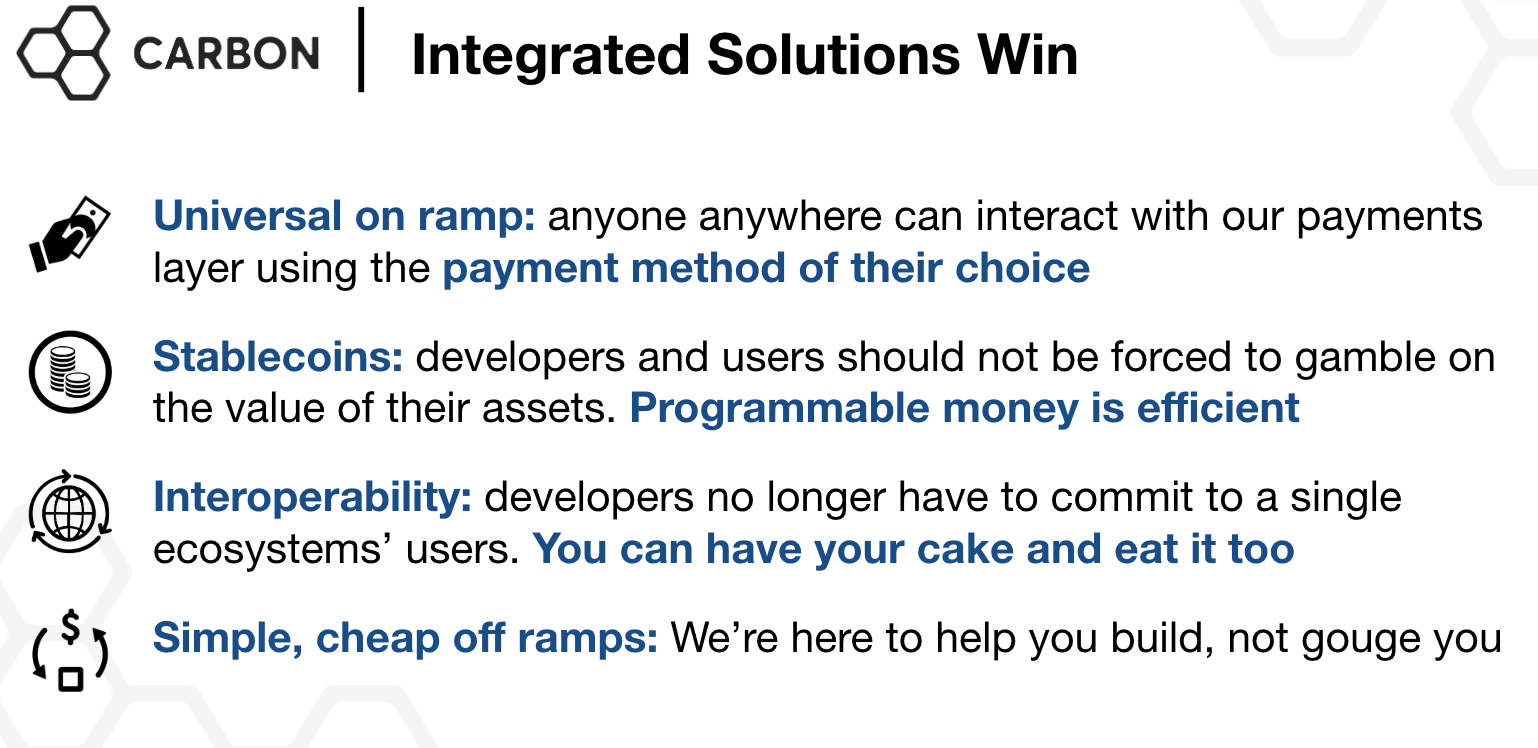 CARBON
Integrated Solutions Win
Universal on ramp: anyone anywhere can interact with our payments
layer using the payment method of their choice
Stablecoins: developers and users should not be forced to gamble on
the value of their assets. Programmable money is efficient
Interoperability: developers no longer have to commit to a single
ecosystems’ users. You can have your cake and eat it too
$
Simple, cheap off ramps: We’re here to help you build, not gouge you